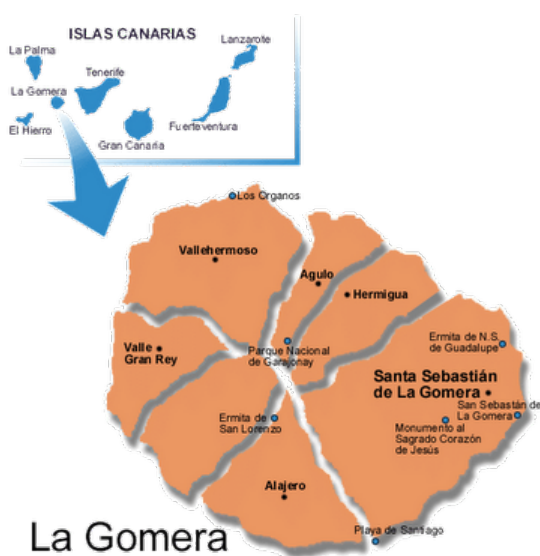 ISLAS CANARIAS
Lanzarote
La Palma
Tenerife
La Gomera
El Hierro
Fuerteventura
Gran Canaria
Los Organos
Vallehermoso
Agulo
Hermigua
Valle
Gran Rey
Parque Nacional
de Garajonay
Ermita de N.S.
de Guadalupe
Santa Sebastián
de La Gomera
San Sebastán de
La Gomera
Ermita de
San Lorenzo
Monumento al
Sagrado Corazón
de Jesús
Alajero
Playa de Santiago
La Gomera